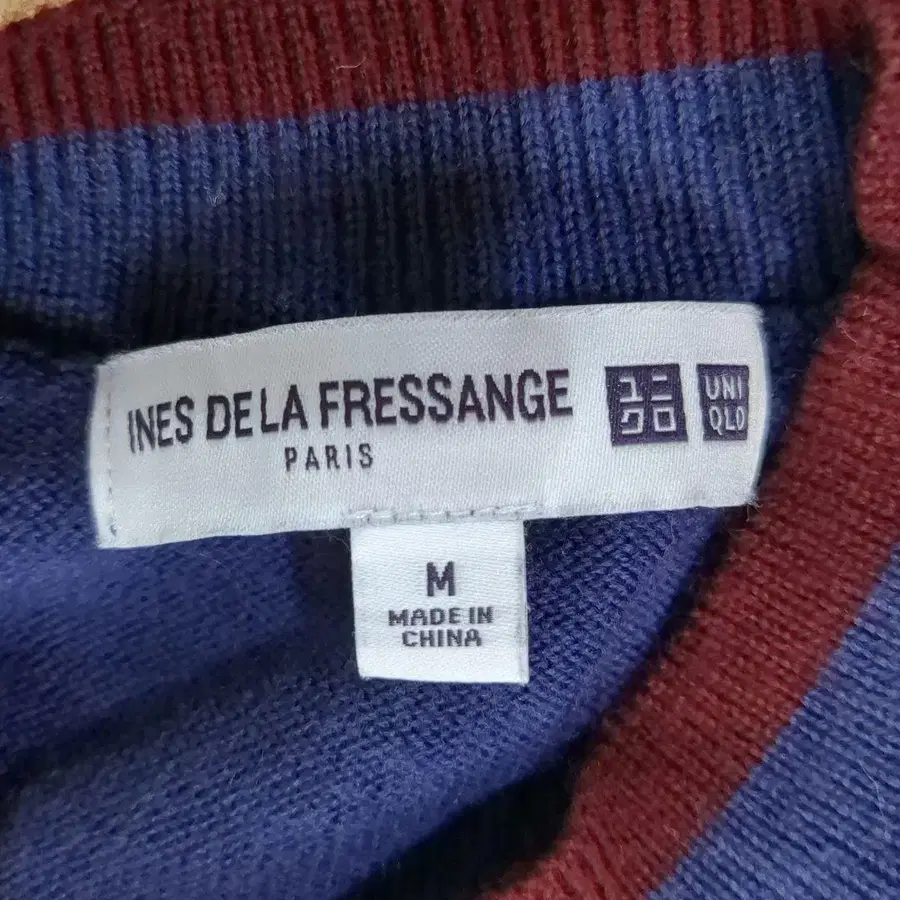 INES DE LA FRESSANGE
PARIS
ユニ
クロ
UNI
QLO
M
MADE IN
CHINA